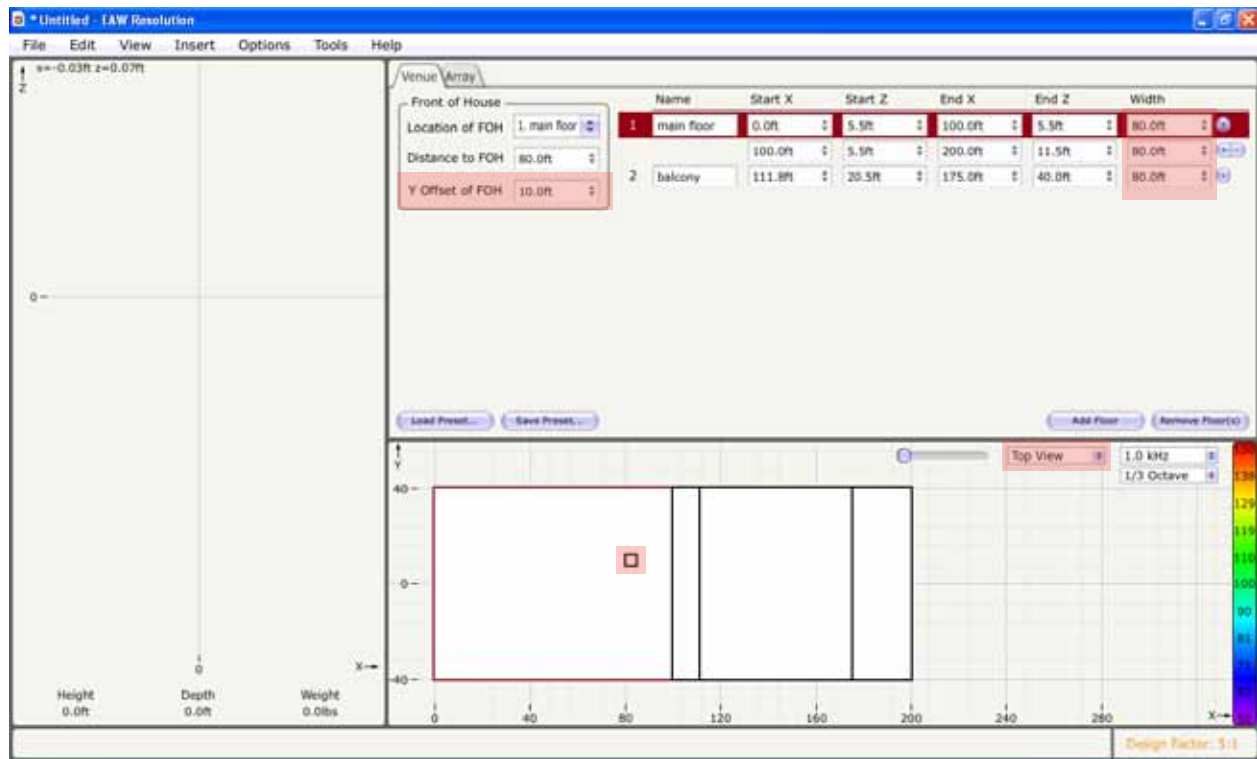 *Untitled - EAW Resolution
File Edit View Insert Options Tools Help
x=-0.03ft z=0.07ft
Z
0
0
X
Height Depth Weight
0.0ft 0.0ft 0.0lbs
Venue Array
Front of House
Location of FOH 1. main floor
Distance to FOH 80.0ft
Y Offset of FOH 10.0ft
Name Start X Start Z End X End Z Width
1 main floor 0.0ft 5.5ft 100.0ft 5.5ft 80.0ft
100.0ft 5.5ft 200.0ft 11.5ft 80.0ft
2 balcony 111.8ft 20.5ft 175.0ft 40.0ft 80.0ft
Load Preset... Save Preset... Add Floor Remove Floor(s)
Y
Top View 1.0 kHz
1/3 Octave
40
0
-40
0 40 80 120 160 200 240 280 X
138
129
119
110
100
90
81
Design Factor: 5:1